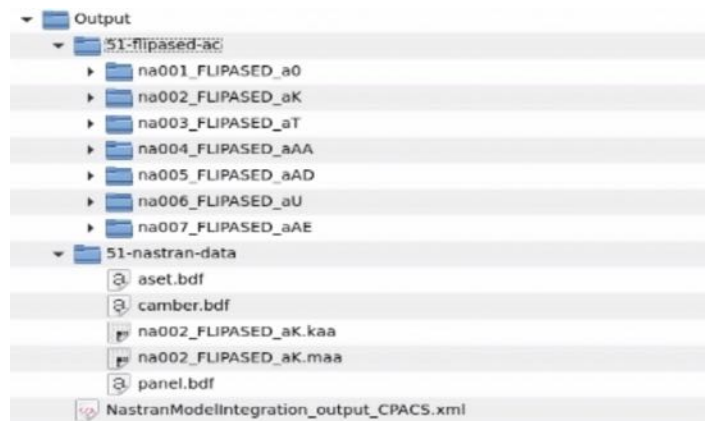 Output
51-flipased-ac
na001_FLIPASED_a0
na002_FLIPASED_aK
na003_FLIPASED_aT
na004_FLIPASED_aAA
na005_FLIPASED_aAD
na006_FLIPASED_aU
na007_FLIPASED_aAE
51-nastran-data
aset.bdf
camber.bdf
na002_FLIPASED_aK.kaa
na002_FLIPASED_aK.maa
panel.bdf
NastranModelIntegration_output_CPACS.xml